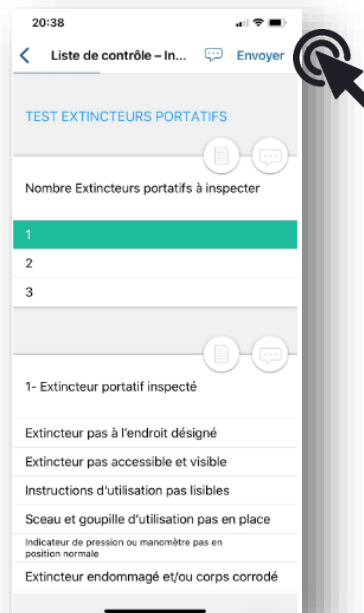 20:38
Liste de contrôle – In...
Envoyer
TEST EXTINCTEURS PORTATIFS
Nombre Extincteurs portatifs à inspecter
1
2
3
1- Extincteur portatif inspecté
Extincteur pas à l'endroit désigné
Extincteur pas accessible et visible
Instructions d'utilisation pas lisibles
Sceau et goupille d'utilisation pas en place
Indicateur de pression ou manomètre pas en
position normale
Extincteur endommagé et/ou corps corrodé